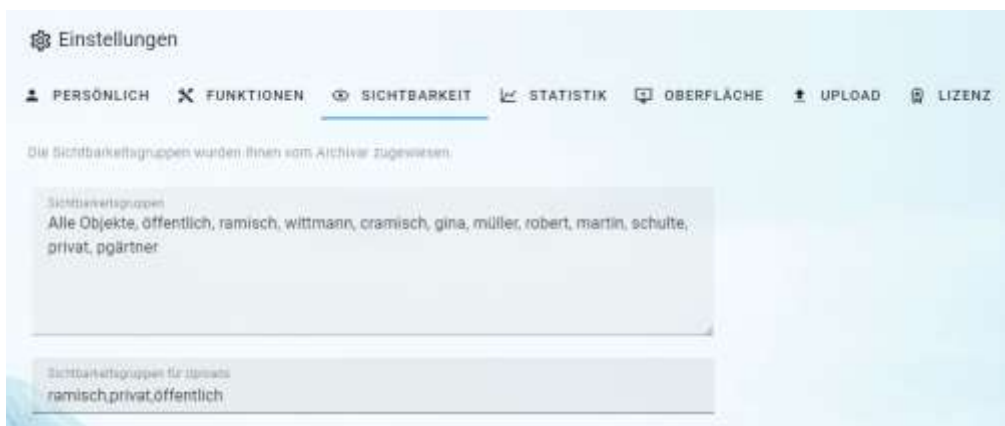 Einstellungen
PERSÖNLICH FUNKTIONEN SICHTBARKEIT STATISTIK OBERFLÄCHE UPLOAD LIZENZ
Die Sichtbarkeitsgruppen wurden Ihnen vom Archivar zugewiesen.
Sichtbarkeitsgruppen
Alle Objekte, öffentlich, ramisch, wittmann, cramisch, gina, müller, robert, martin, schulte,
privat, pgärtner
Sichtbarkeitsgruppen für Uploads
ramisch,privat,öffentlich